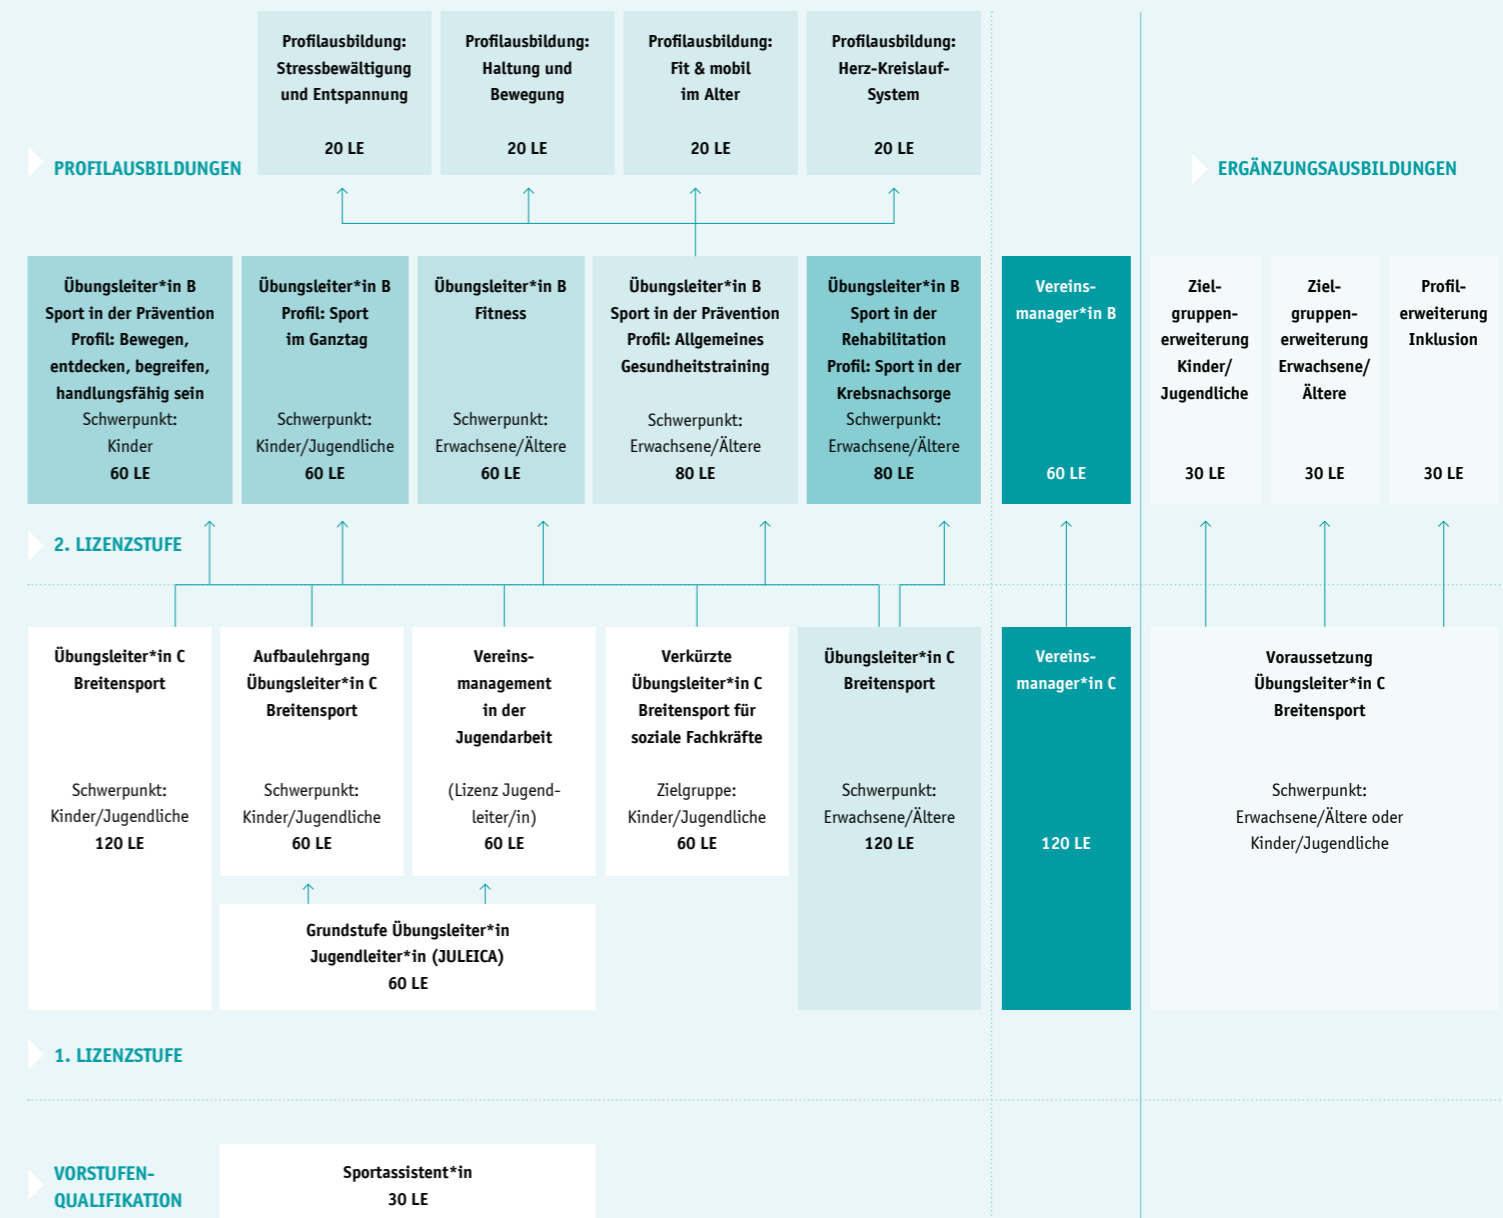 Profilausbildung:
Stressbewältigung
und Entspannung
20 LE
Profilausbildung:
Haltung und
Bewegung
20 LE
Profilausbildung:
Fit & mobil
im Alter
20 LE
Profilausbildung:
Herz-Kreislauf-
System
20 LE
PROFILAUSBILDUNGEN
ERGÄNZUNGSAUSBILDUNGEN
Übungsleiter*in B
Sport in der Prävention
Profil: Bewegen,
entdecken, begreifen,
handlungsfähig sein
Schwerpunkt:
Kinder
60 LE
Übungsleiter*in B
Profil: Sport
im Ganztag
Schwerpunkt:
Kinder/Jugendliche
60 LE
Übungsleiter*in B
Fitness
Schwerpunkt:
Erwachsene/Ältere
60 LE
Übungsleiter*in B
Sport in der Prävention
Profil: Allgemeines
Gesundheitstraining
Schwerpunkt:
Erwachsene/Ältere
80 LE
Übungsleiter*in B
Sport in der
Rehabilitation
Profil: Sport in der
Krebsnachsorge
Schwerpunkt:
Erwachsene/Ältere
80 LE
Vereins-
manager*in B
60 LE
Ziel-
gruppen-
erweiterung
Kinder/
Jugendliche
30 LE
Ziel-
gruppen-
erweiterung
Erwachsene/
Ältere
30 LE
Profil-
erweiterung
Inklusion
30 LE
2. LIZENZSTUFE
Übungsleiter*in C
Breitensport
Schwerpunkt:
Kinder/Jugendliche
120 LE
Aufbaulehrgang
Übungsleiter*in C
Breitensport
Schwerpunkt:
Kinder/Jugendliche
60 LE
Vereins-
management
in der
Jugendarbeit
(Lizenz Jugend-
leiter/in)
60 LE
Verkürzte
Übungsleiter*in C
Breitensport für
soziale Fachkräfte
Zielgruppe:
Kinder/Jugendliche
60 LE
Übungsleiter*in C
Breitensport
Schwerpunkt:
Erwachsene/Ältere
120 LE
Vereins-
manager*in C
120 LE
Voraussetzung
Übungsleiter*in C
Breitensport
Schwerpunkt:
Erwachsene/Ältere oder
Kinder/Jugendliche
Grundstufe Übungsleiter*in
Jugendleiter*in (JULEICA)
60 LE
1. LIZENZSTUFE
VORSTUFEN-
QUALIFIKATION
Sportassistent*in
30 LE